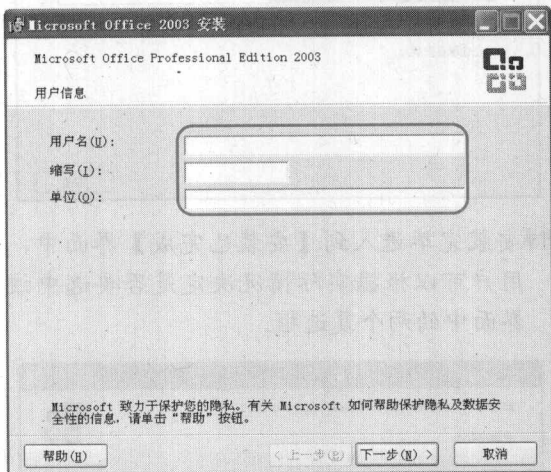 Microsoft Office 2003 安装
Microsoft Office Professional Edition 2003
用户信息
用户名(U):
缩写(I):
单位(O):
Microsoft 致力于保护您的隐私。有关 Microsoft 如何帮助保护隐私及数据安
全性的信息，请单击“帮助”按钮。
帮助(H)
< 上一步(B)
下一步(N) >
取消